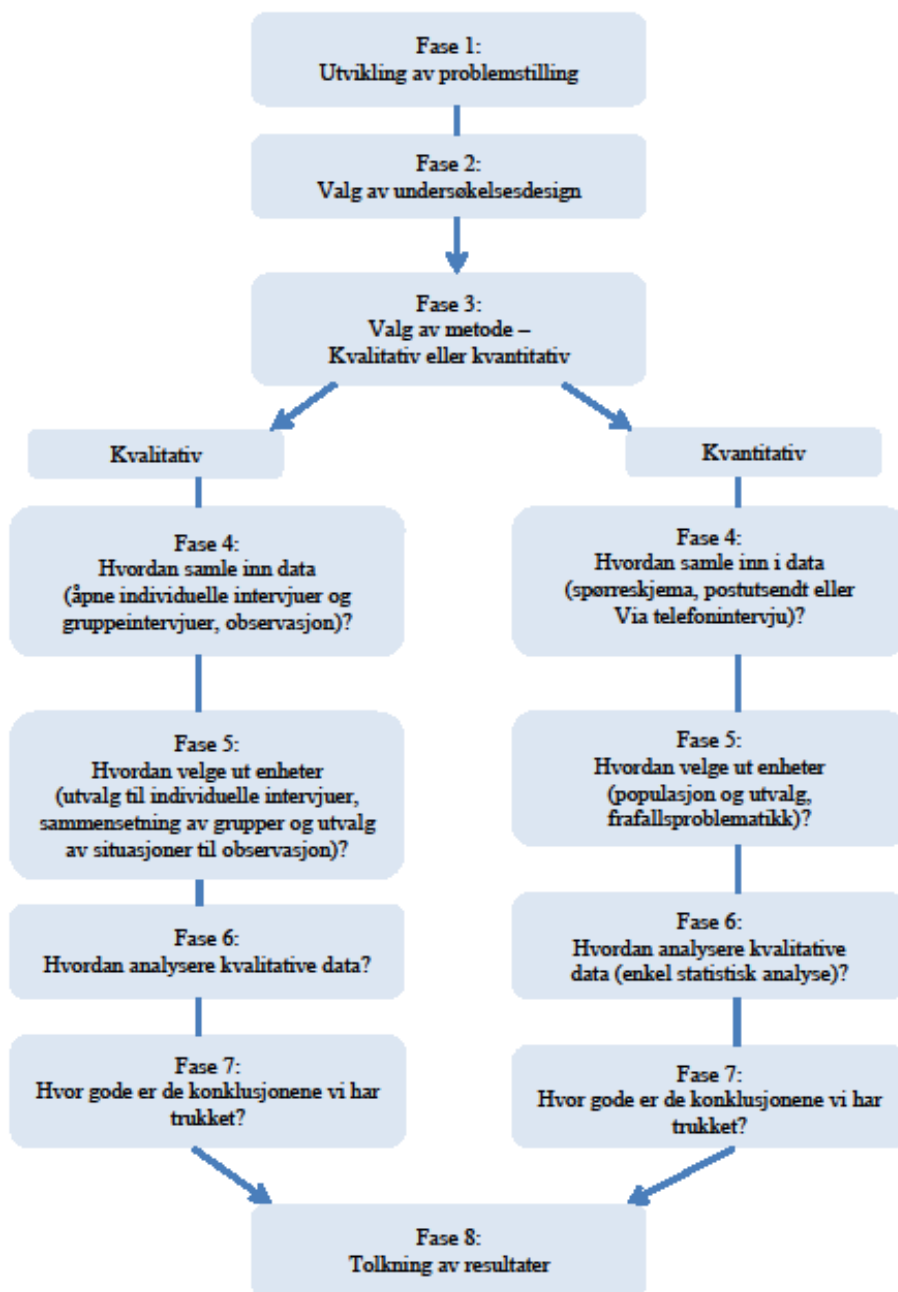 Fase 1:
Utvikling av problemstilling
Fase 2:
Valg av undersøkelsesdesign
Fase 3:
Valg av metode –
Kvalitativ eller kvantitativ
Kvalitativ
Fase 4:
Hvordan samle inn data
(åpne individuelle intervjuer og
gruppeintervjuer, observasjon)?
Fase 5:
Hvordan velge ut enheter
(utvalg til individuelle intervjuer,
sammensetning av grupper og utvalg
av situasjoner til observasjon)?
Fase 6:
Hvordan analysere kvalitative data?
Fase 7:
Hvor gode er de konklusjonene vi har
trukket?
Kvantitativ
Fase 4:
Hvordan samle inn i data
(spørreskjema, postutsendt eller
Via telefonintervju)?
Fase 5:
Hvordan velge ut enheter
(populasjon og utvalg,
frafallsproblematikk)?
Fase 6:
Hvordan analysere kvalitative
data (enkel statistisk analyse)?
Fase 7:
Hvor gode er de konklusjonene vi har
trukket?
Fase 8:
Tolkning av resultater